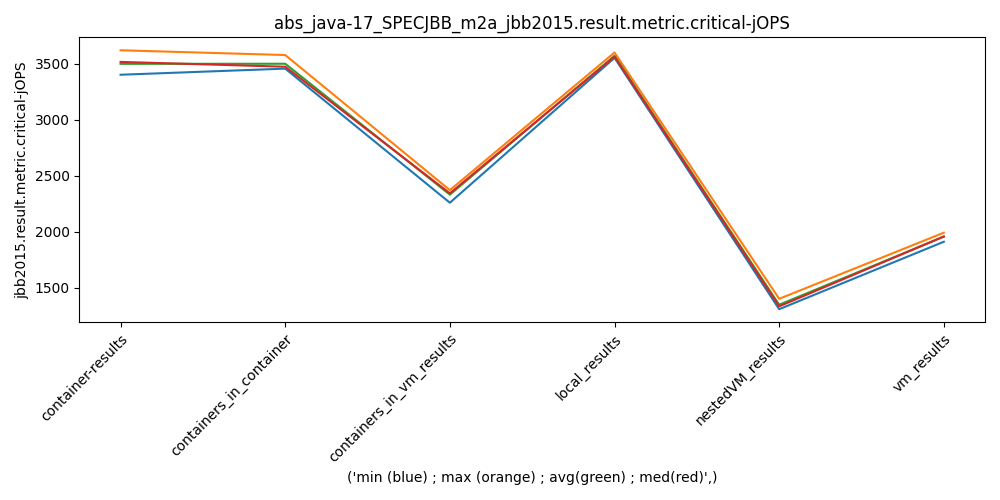 abs_java-17_SPECJBB_m2a_jbb2015.result.metric.critical-jOPS
jbb2015.result.metric.critical-jOPS
3500
3000
2500
2000
1500
container-results
containers_in_container
containers_in_vm_results
local_results
nestedVM_results
vm_results
('min (blue) ; max (orange) ; avg(green) ; med(red)',)